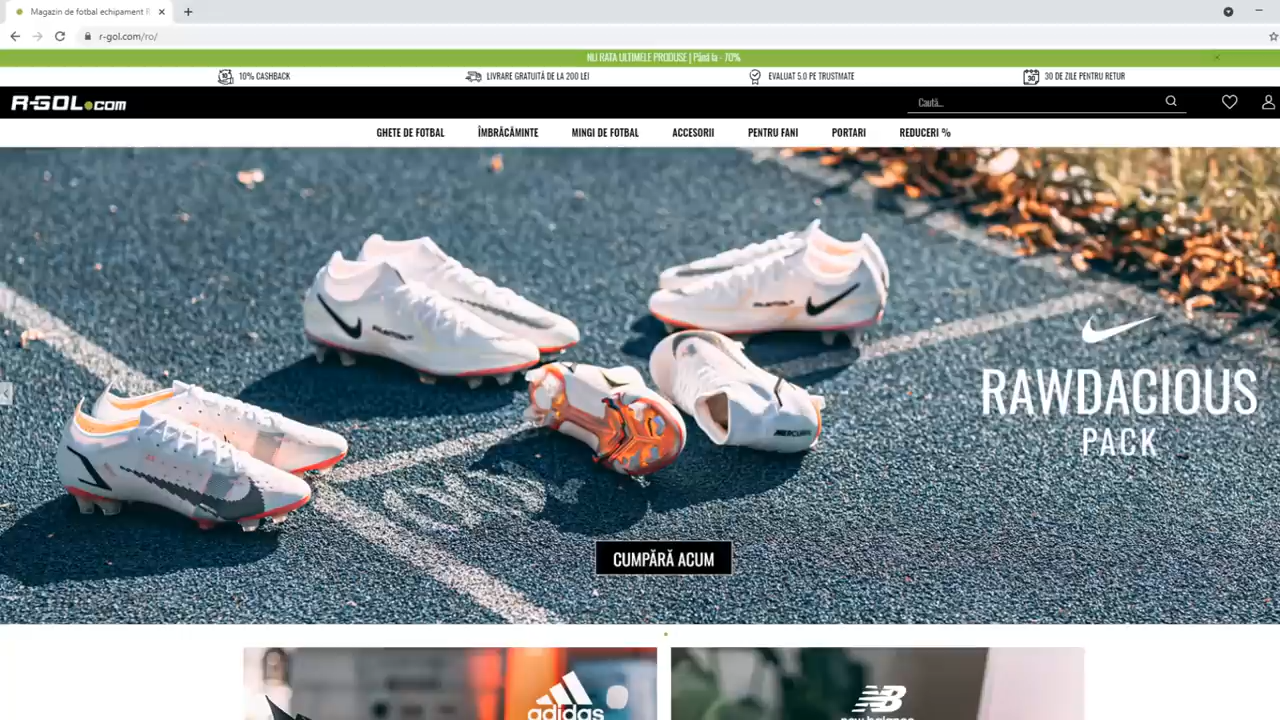 Magazin de fotbal echipament R
r-gol.com/ro/
NU RATA ULTIMELE PRODUSE | Până la - 70%
10% CASHBACK
LIVRARE GRATUITĂ DE LA 200 LEI
EVALUAT 5.0 PE TRUSTMATE
30 DE ZILE PENTRU RETUR
R-GOL.COM
Caută...
GHETE DE FOTBAL
ÎMBRĂCĂMINTE
MINGI DE FOTBAL
ACCESORII
PENTRU FANI
PORTARI
REDUCERI %
RAWDACIOUS
PACK
CUMPĂRĂ ACUM
adidas
new balance